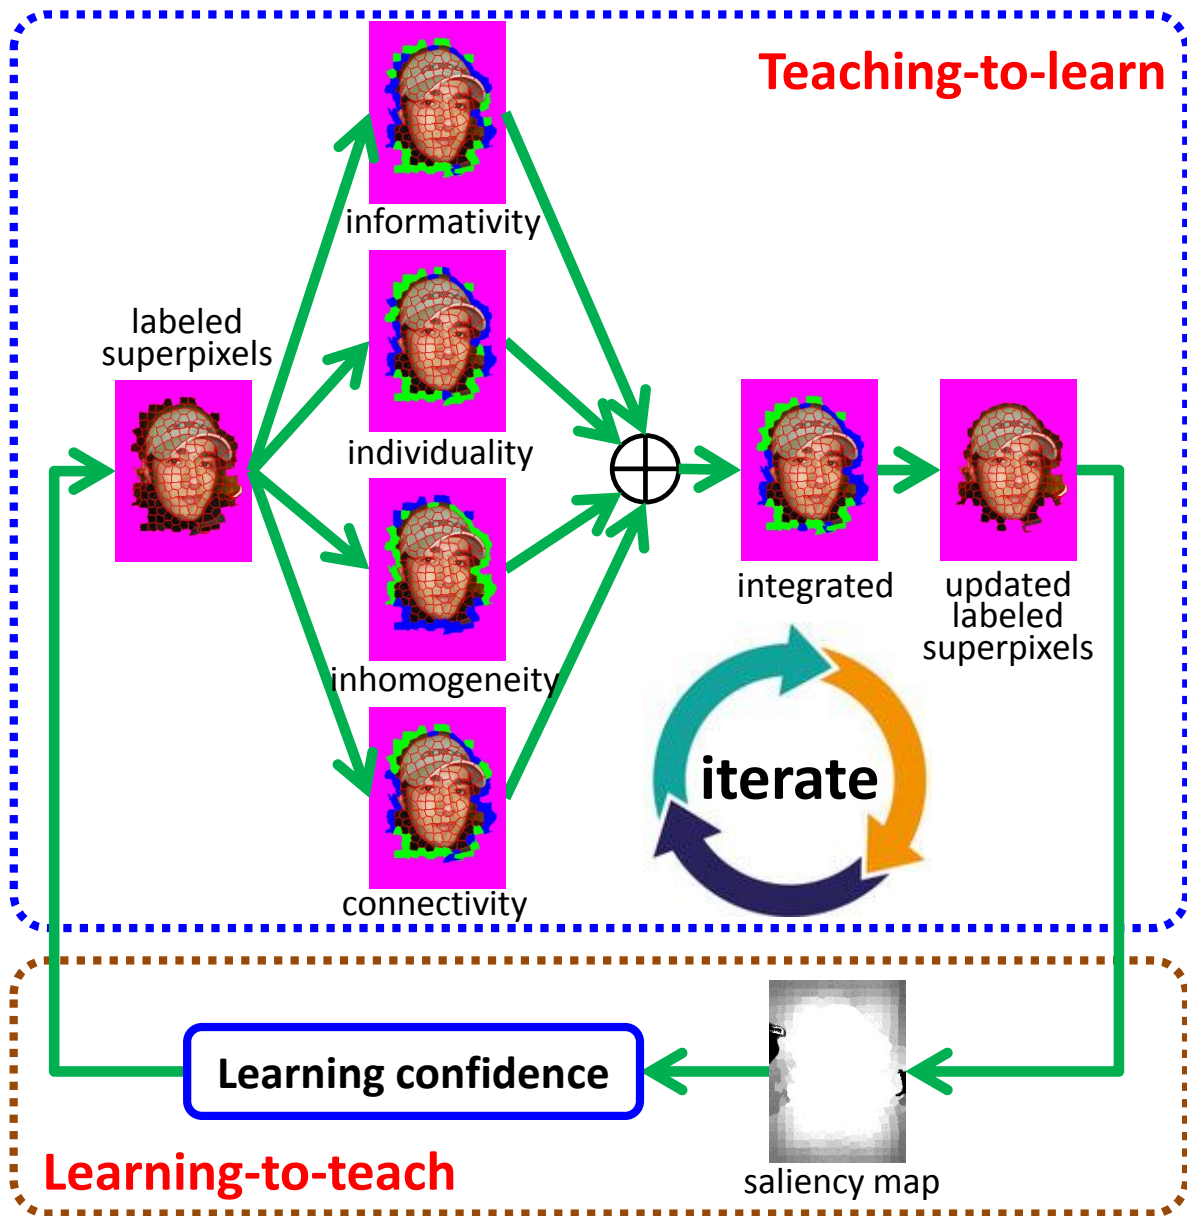 Teaching-to-learn
informativity
labeled
superpixels
individuality
inhomogeneity
connectivity
integrated
updated
labeled
superpixels
iterate
Learning confidence
saliency map
Learning-to-teach